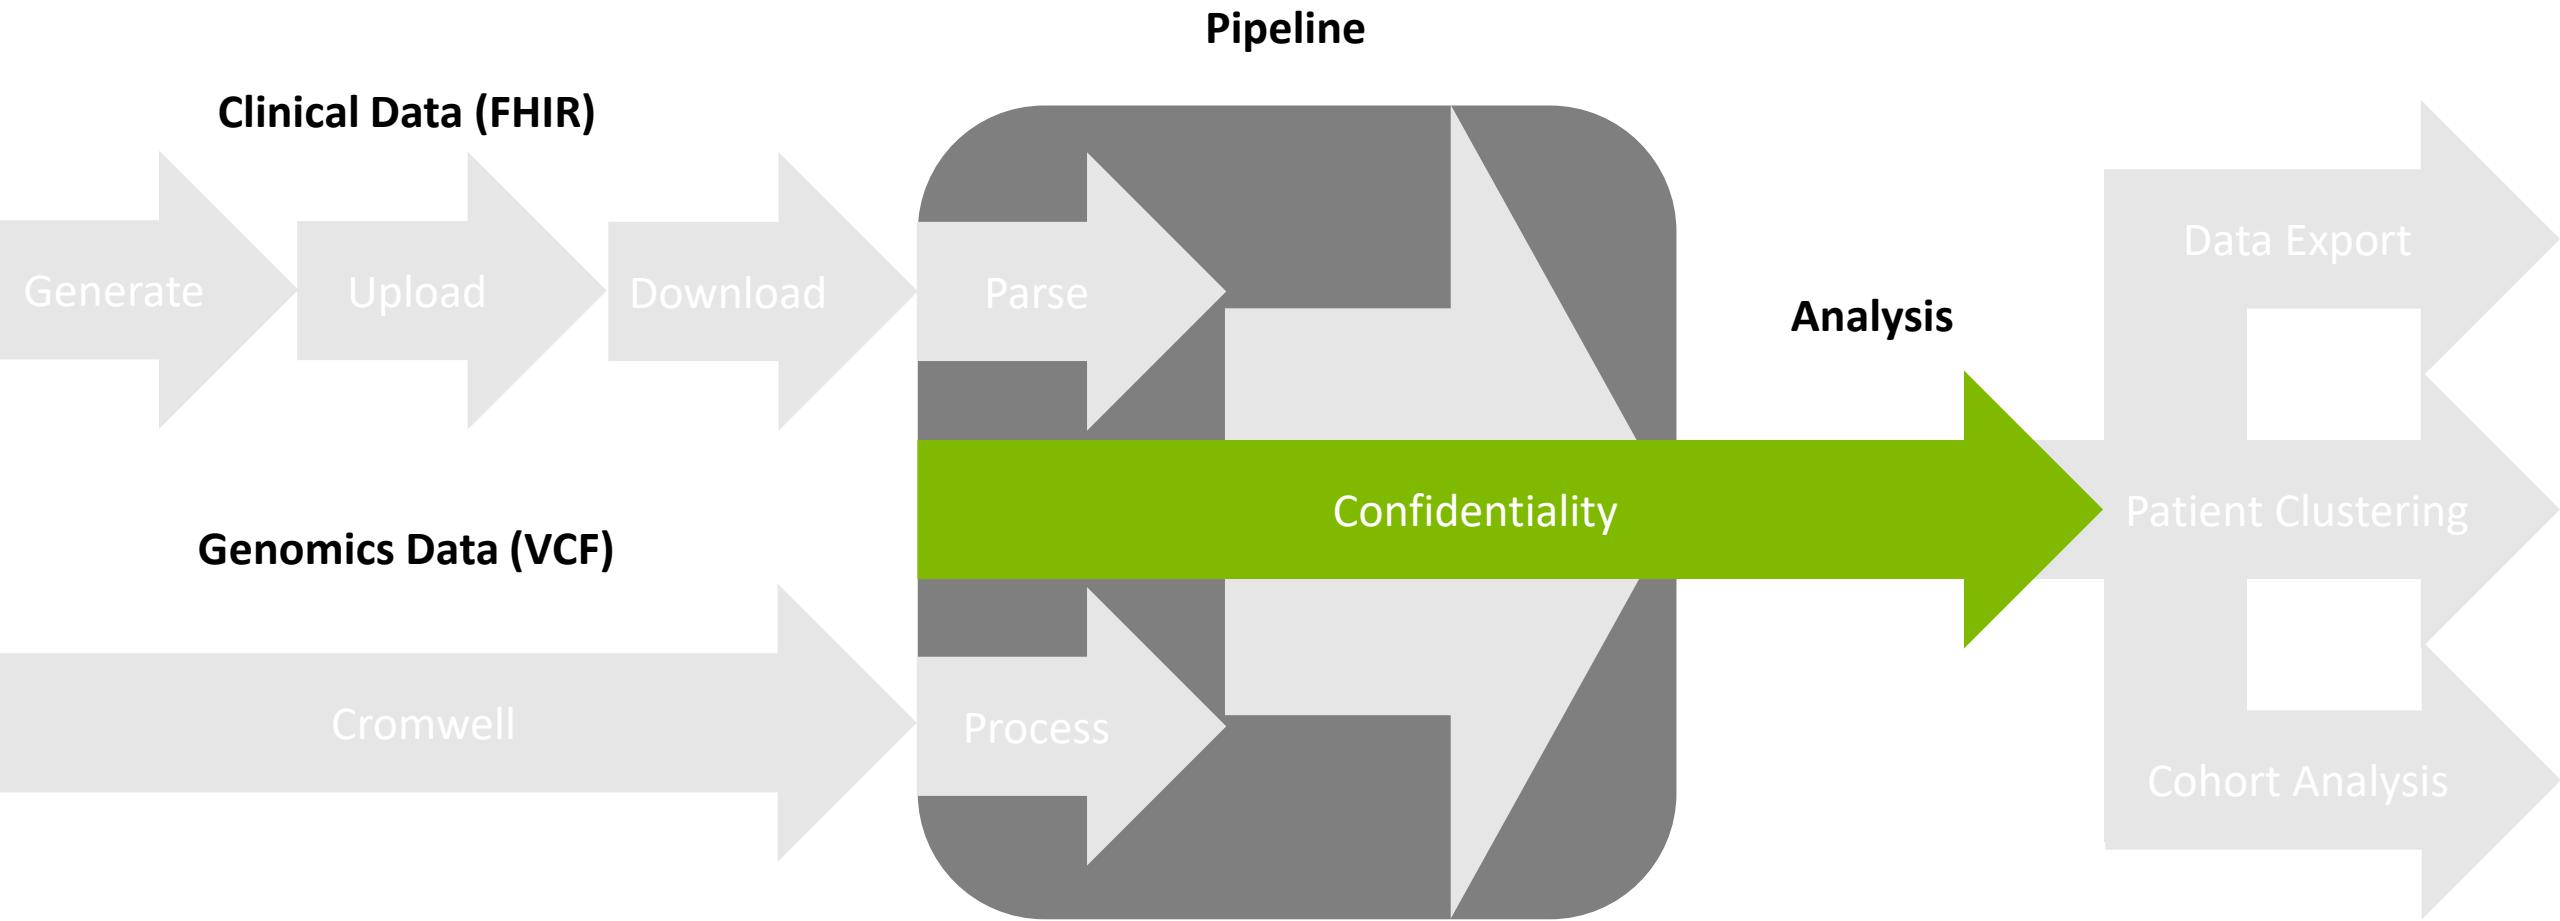 Pipeline
Clinical Data (FHIR)
Generate
Upload
Download
Parse
Data Export
Analysis
Confidentiality
Patient Clustering
Genomics Data (VCF)
Cromwell
Process
Cohort Analysis